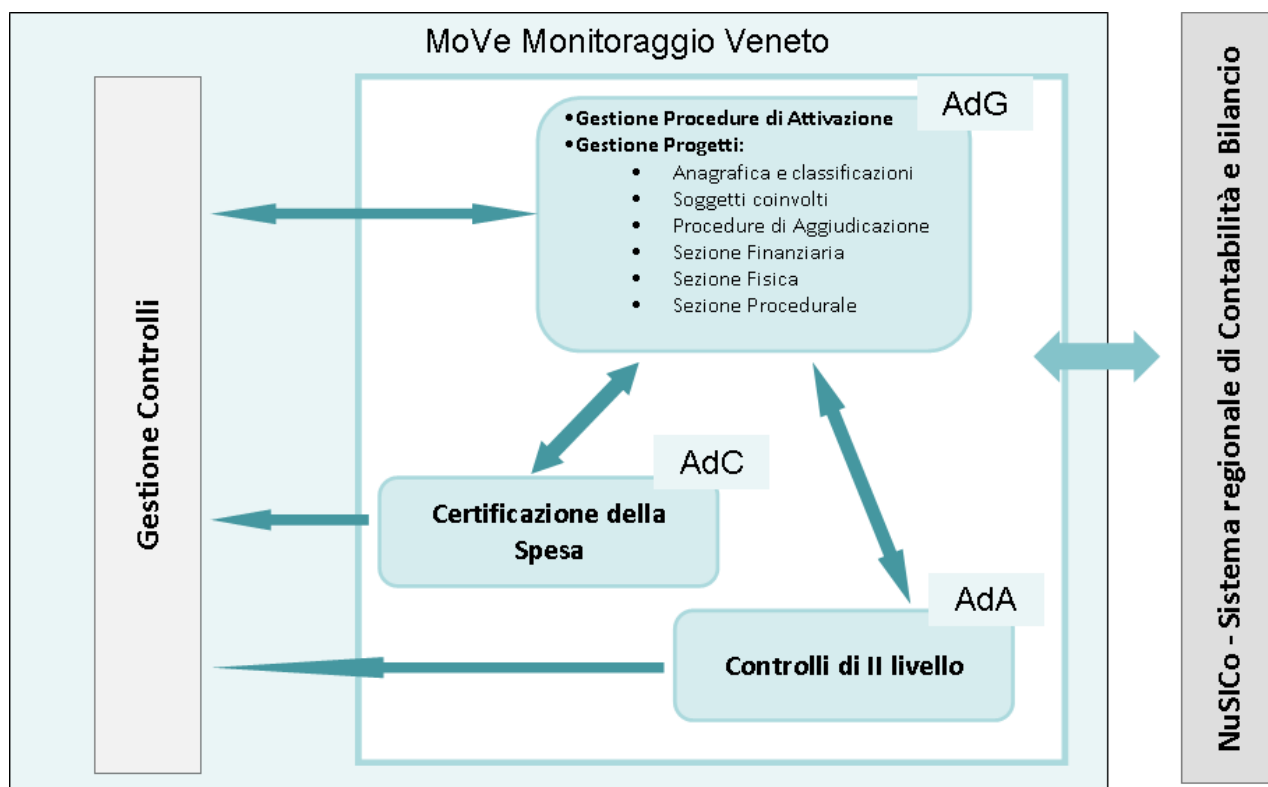 MoVe Monitoraggio Veneto
AdG
•Gestione Procedure di Attivazione
•Gestione Progetti:
• Anagrafica e classificazioni
• Soggetti coinvolti
• Procedure di Aggiudicazione
• Sezione Finanziaria
• Sezione Fisica
• Sezione Procedurale
Gestione Controlli
AdC
Certificazione della
Spesa
AdA
Controlli di II livello
NuSICo - Sistema regionale di Contabilità e Bilancio